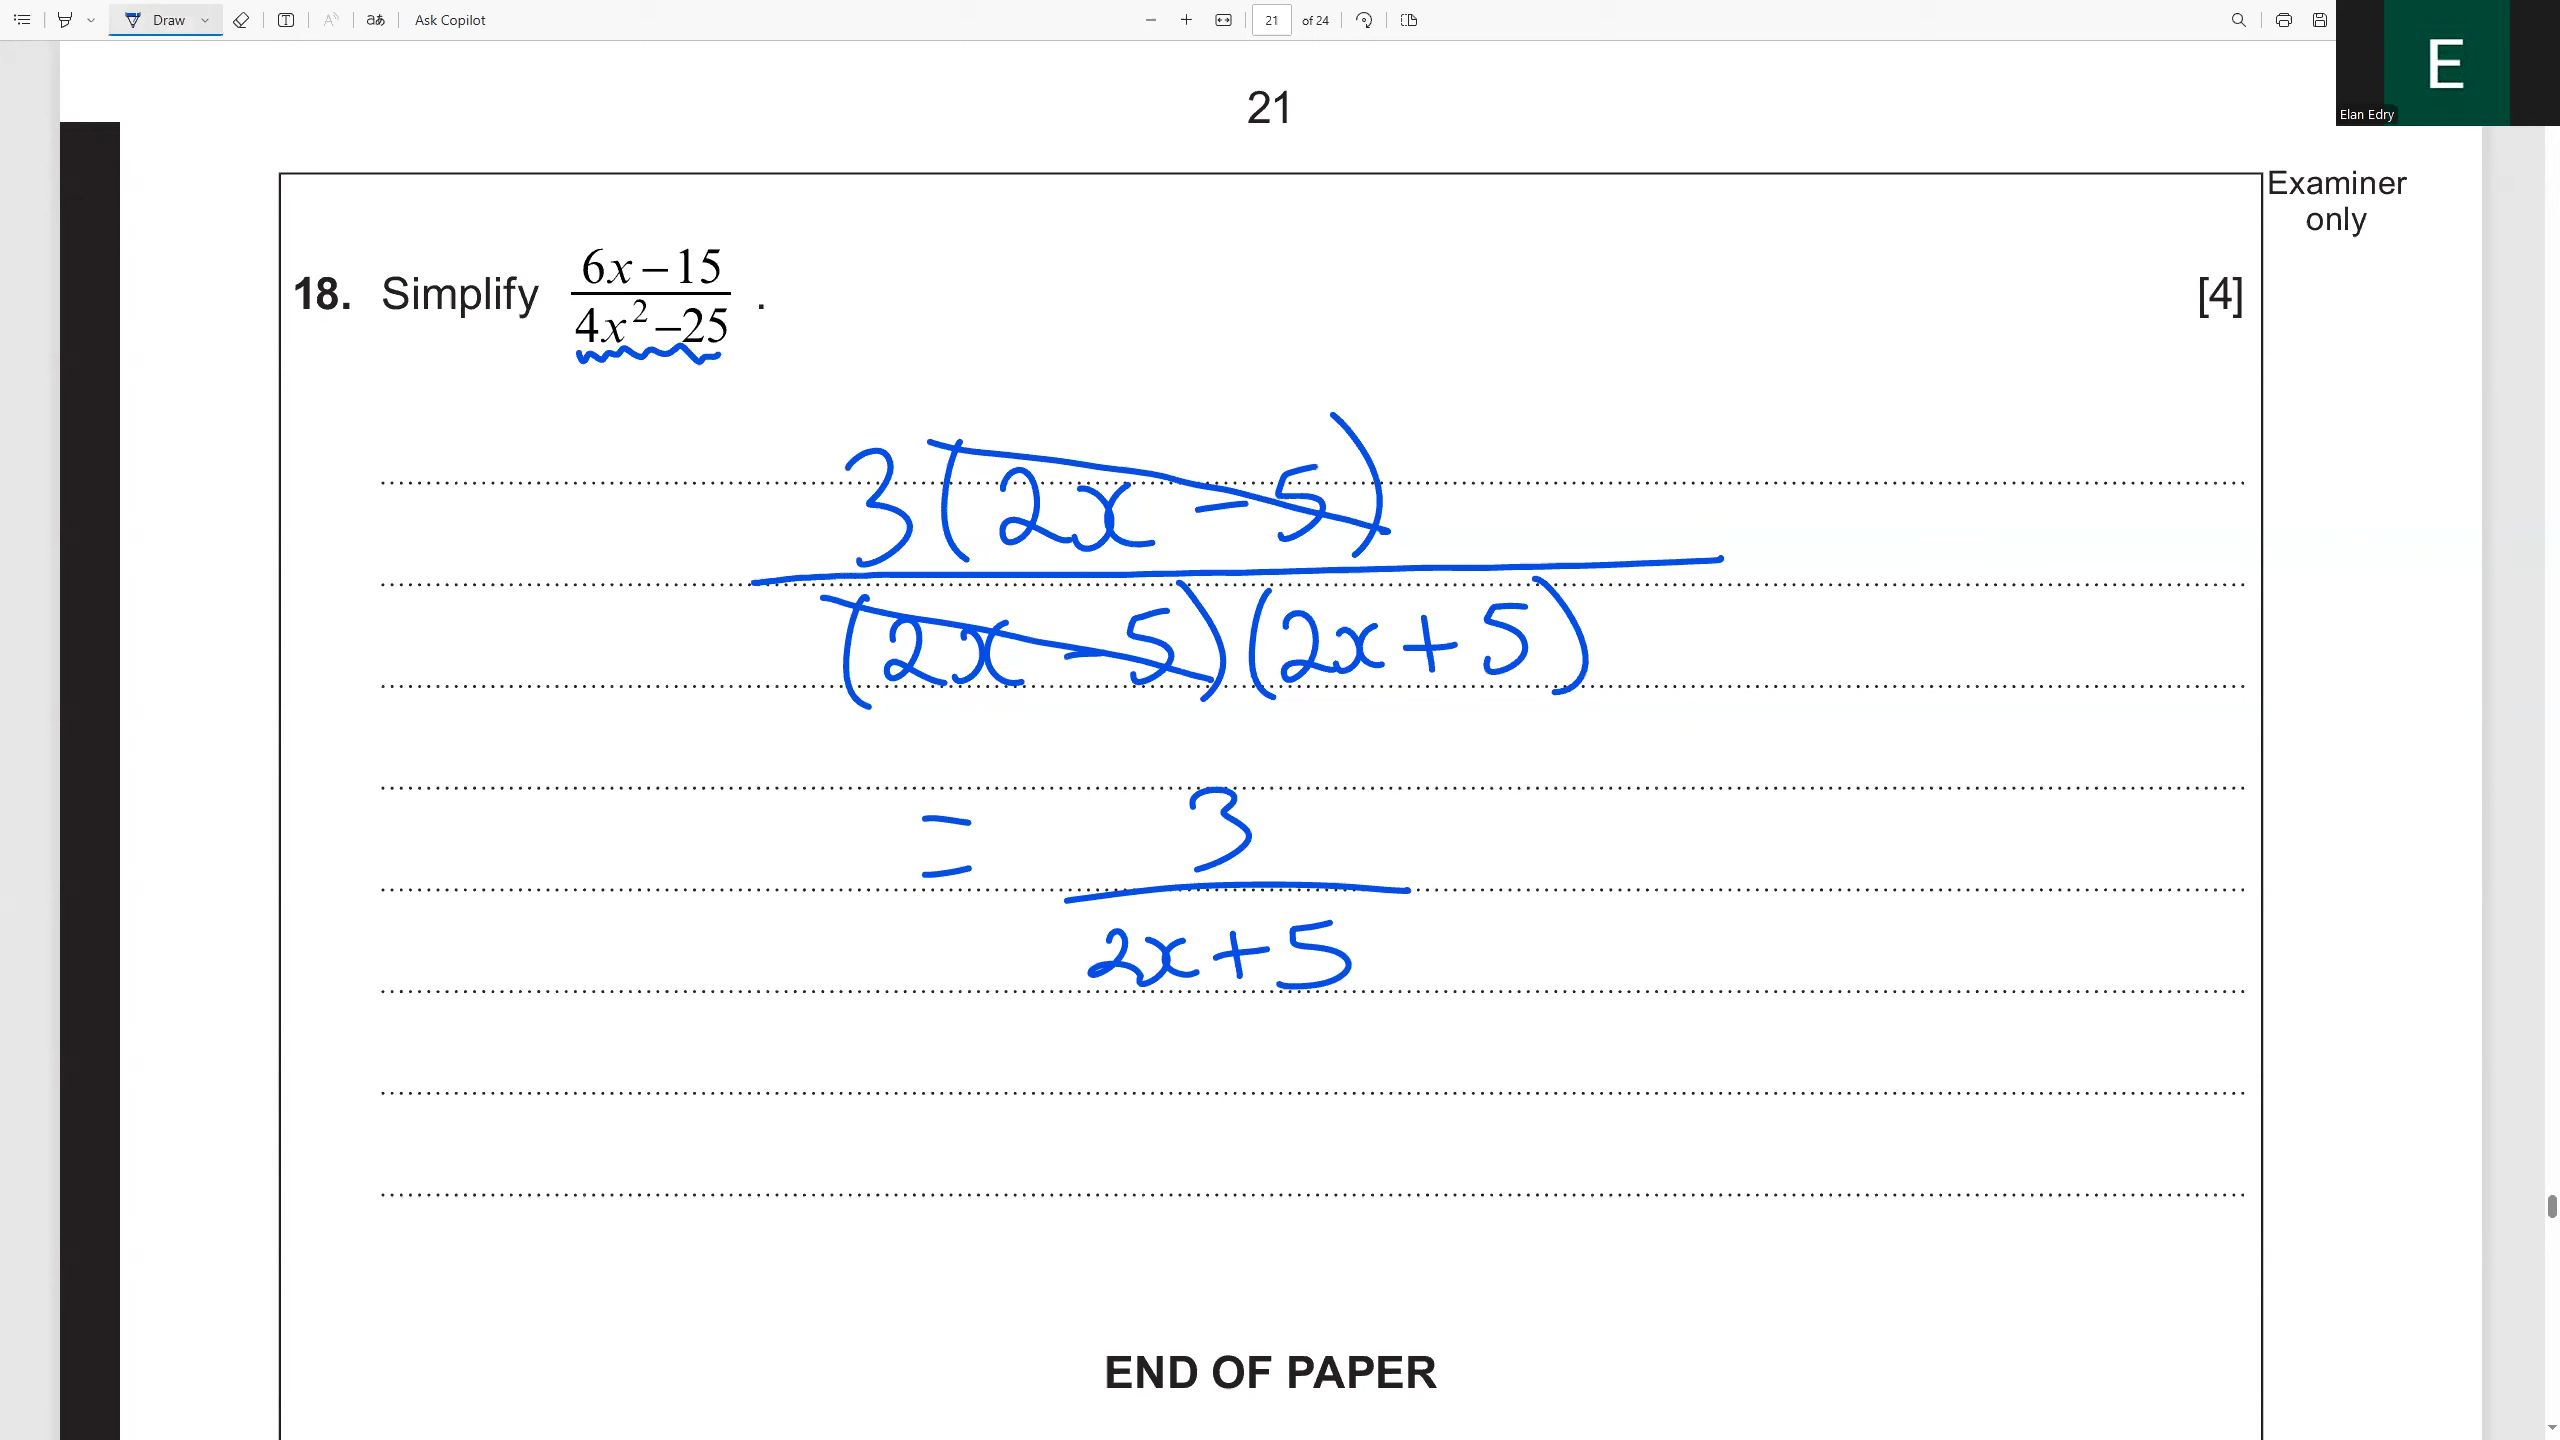 Draw
Ask Copilot
21
of 24
E
Elan Edry
21
Examiner
only
18. Simplify (6x−15)/(4x²−25) . [4]
3(2x − 5)
(2x − 5)(2x + 5)
= 3
2x + 5
END OF PAPER